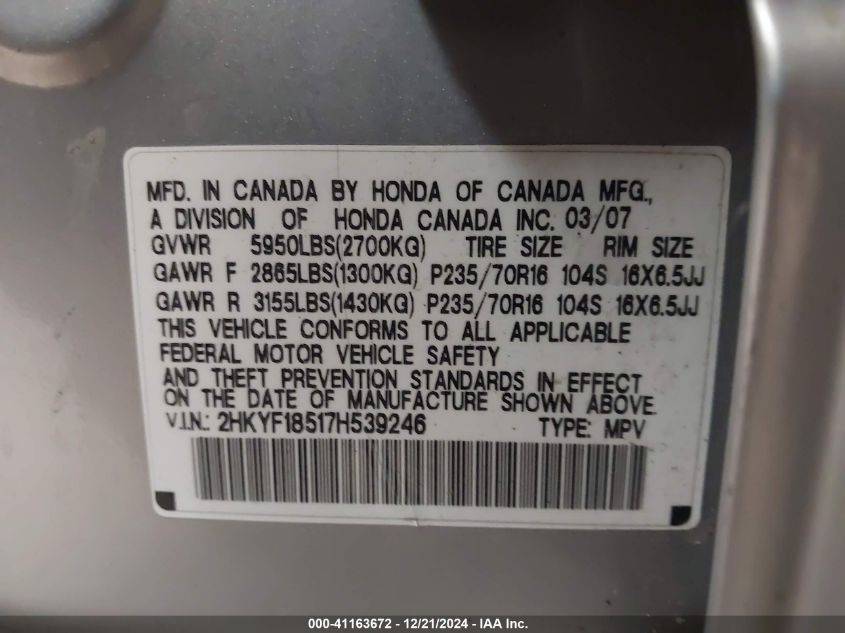 MFD. IN CANADA BY HONDA OF CANADA MFG.,
A DIVISION OF HONDA CANADA INC. 03/07
GVWR 5950LBS(2700KG) TIRE SIZE RIM SIZE
GAWR F 2865LBS(1300KG) P235/70R16 104S 16X6.5JJ
GAWR R 3155LBS(1430KG) P235/70R16 104S 16X6.5JJ
THIS VEHICLE CONFORMS TO ALL APPLICABLE
FEDERAL MOTOR VEHICLE SAFETY
AND THEFT PREVENTION STANDARDS IN EFFECT
ON THE DATE OF MANUFACTURE SHOWN ABOVE.
V.I.N.: 2HKYF18517H539246 TYPE: MPV
000-41163672 - 12/21/2024 - IAA Inc.